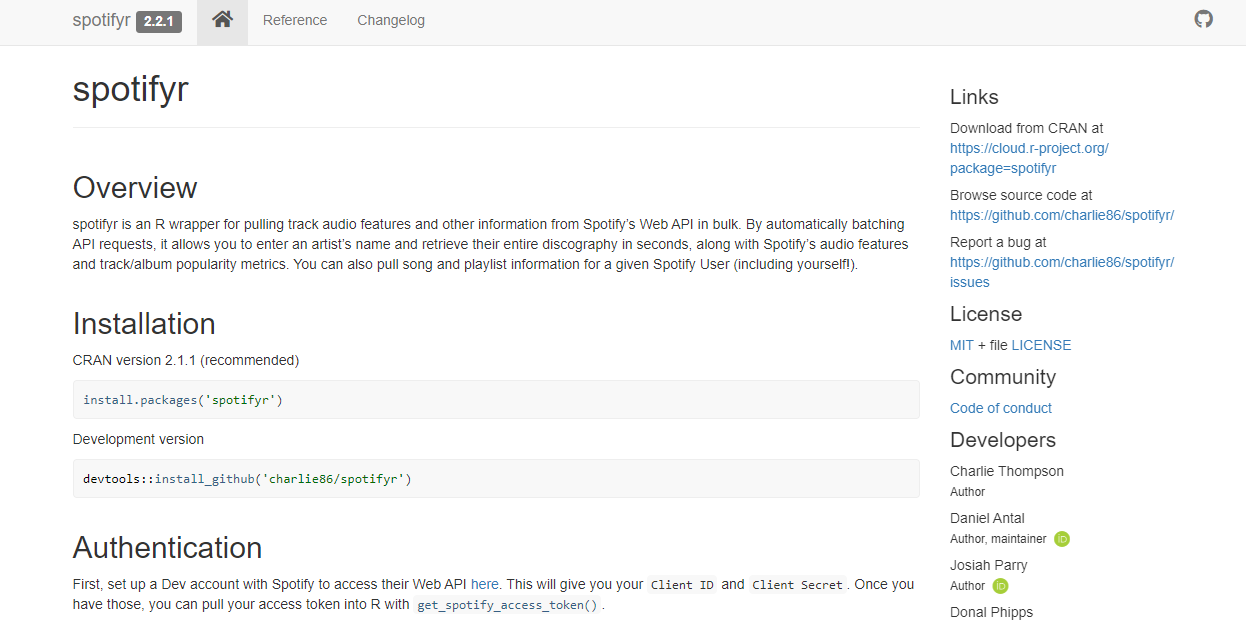 spotifyr 2.2.1 Reference Changelog
spotifyr
Overview
spotifyr is an R wrapper for pulling track audio features and other information from Spotify’s Web API in bulk. By automatically batching
API requests, it allows you to enter an artist’s name and retrieve their entire discography in seconds, along with Spotify’s audio features
and track/album popularity metrics. You can also pull song and playlist information for a given Spotify User (including yourself!).
Installation
CRAN version 2.1.1 (recommended)
install.packages('spotifyr')
Development version
devtools::install_github('charlie86/spotifyr')
Authentication
First, set up a Dev account with Spotify to access their Web API here. This will give you your Client ID and Client Secret. Once you
have those, you can pull your access token into R with get_spotify_access_token().
Links
Download from CRAN at
https://cloud.r-project.org/
package=spotifyr
Browse source code at
https://github.com/charlie86/spotifyr/
Report a bug at
https://github.com/charlie86/spotifyr/
issues
License
MIT + file LICENSE
Community
Code of conduct
Developers
Charlie Thompson
Author
Daniel Antal
Author, maintainer iD
Josiah Parry
Author iD
Donal Phipps